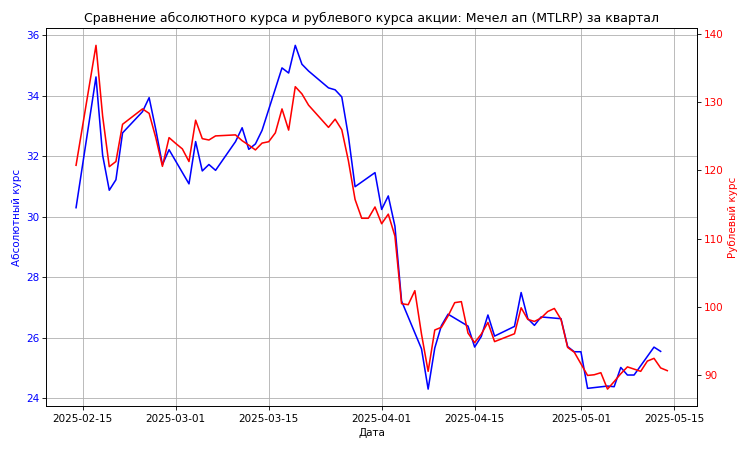 Сравнение абсолютного курса и рублевого курса акции: Мечел ап (MTLRP) за квартал
36
34
32
30
28
26
24
Абсолютный курс
140
130
120
110
100
90
Рублевый курс
2025-02-15 2025-03-01 2025-03-15 2025-04-01 2025-04-15 2025-05-01 2025-05-15
Дата